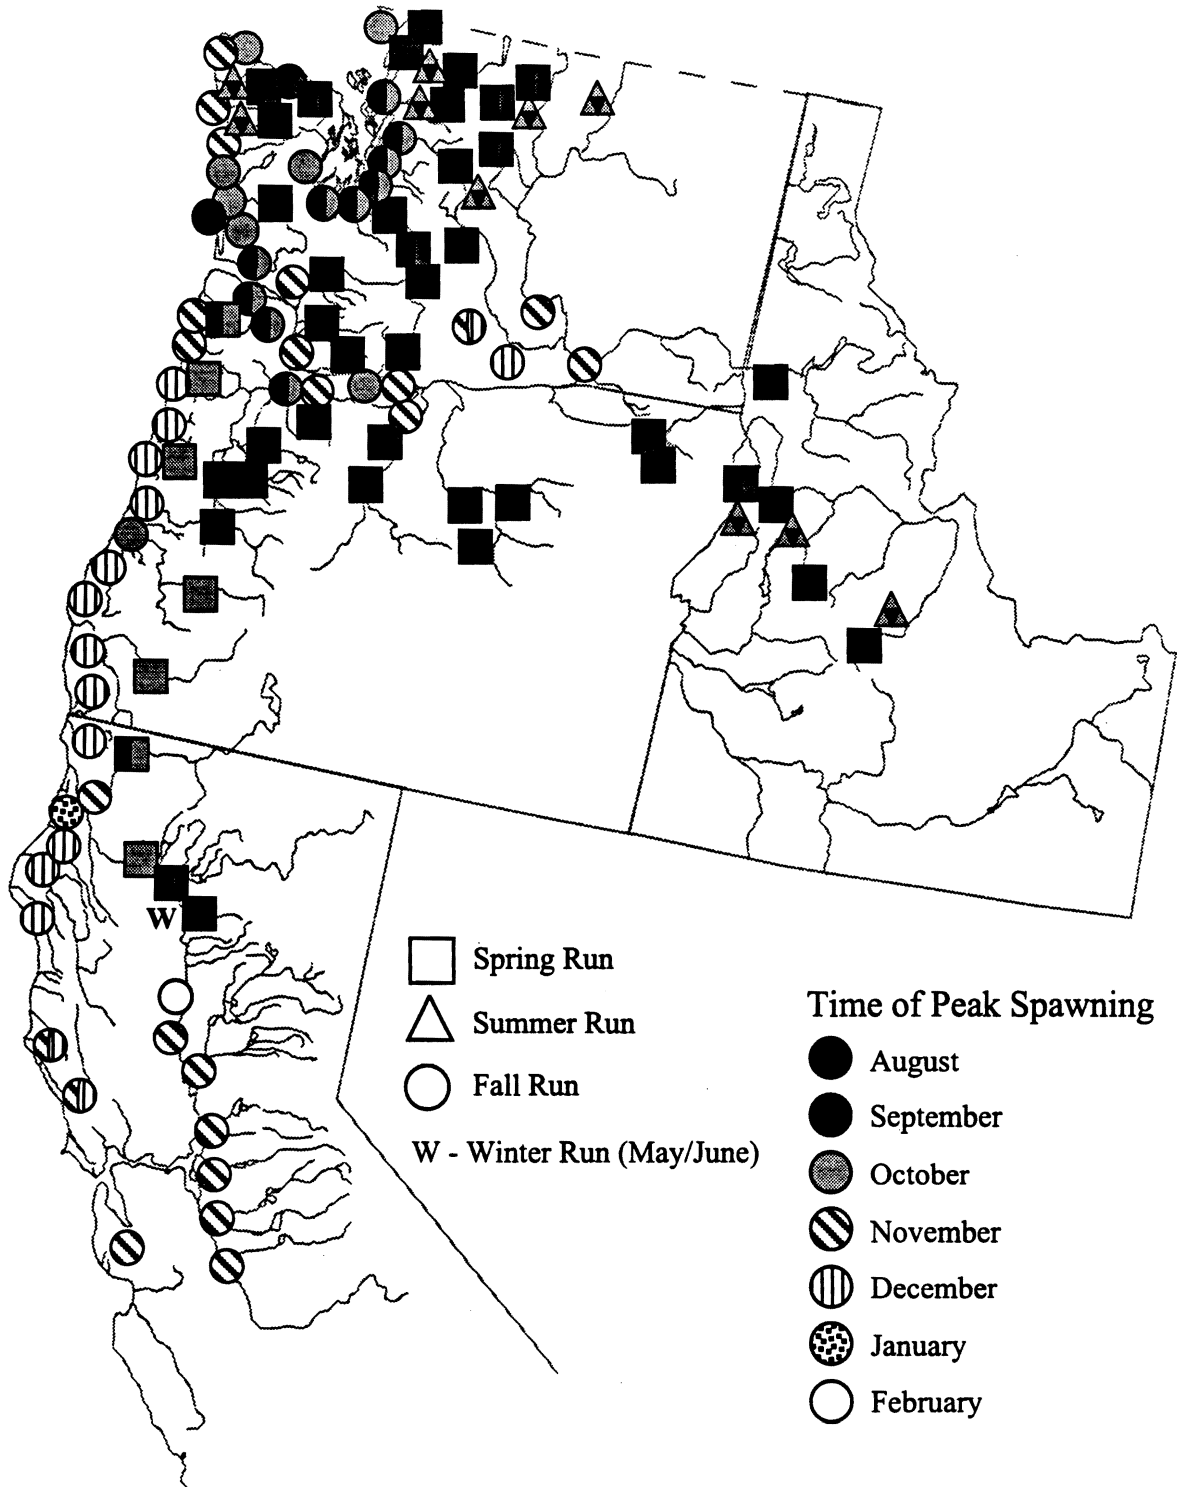 W
Spring Run
Summer Run
Fall Run
W - Winter Run (May/June)
Time of Peak Spawning
August
September
October
November
December
January
February